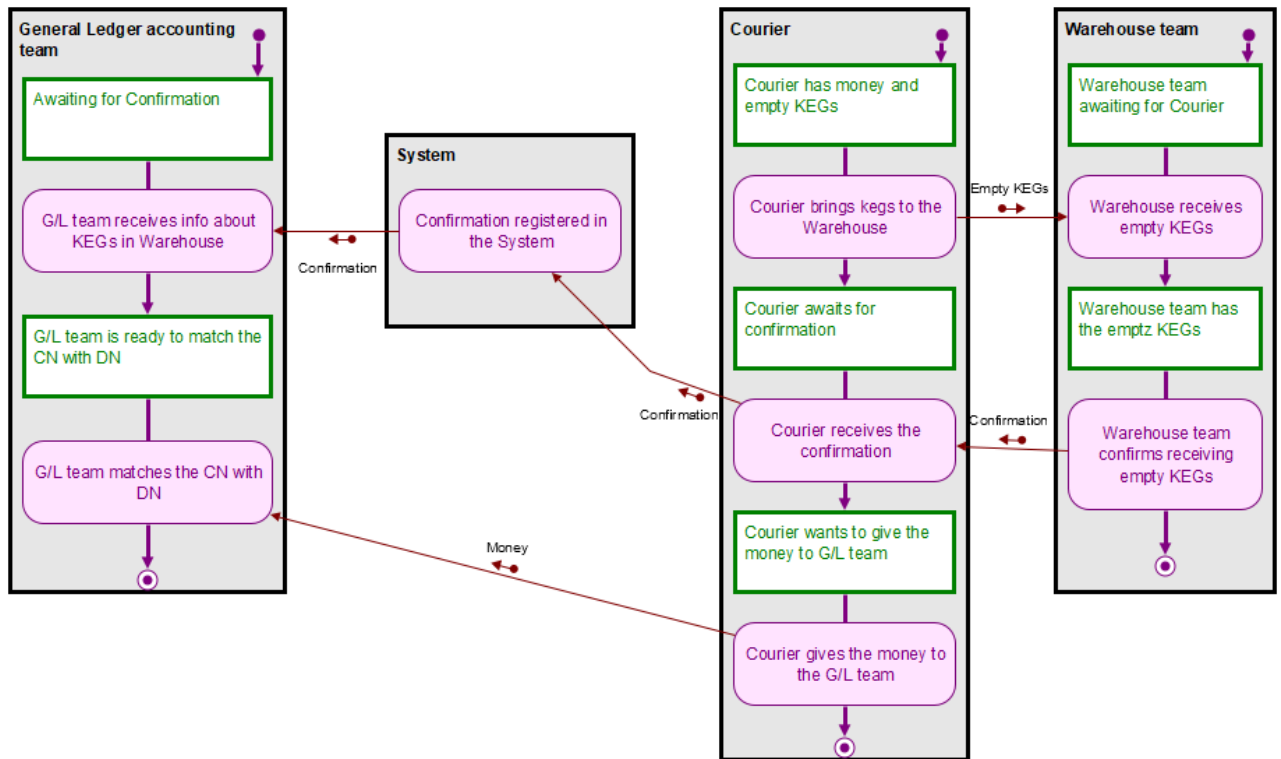 General Ledger accounting
team
Awaiting for Confirmation
G/L team receives info about
KEGs in Warehouse
G/L team is ready to match the
CN with DN
G/L team matches the CN with
DN
System
Confirmation registered in
the System
Confirmation
Confirmation
Money
Courier
Courier has money and
empty KEGs
Courier brings kegs to the
Warehouse
Courier awaits for
confirmation
Courier receives the
confirmation
Courier wants to give the
money to G/L team
Courier gives the money to
the G/L team
Empty KEGs
Confirmation
Warehouse team
Warehouse team
awaiting for Courier
Warehouse receives
empty KEGs
Warehouse team has
the emptz KEGs
Warehouse team
confirms receiving
empty KEGs